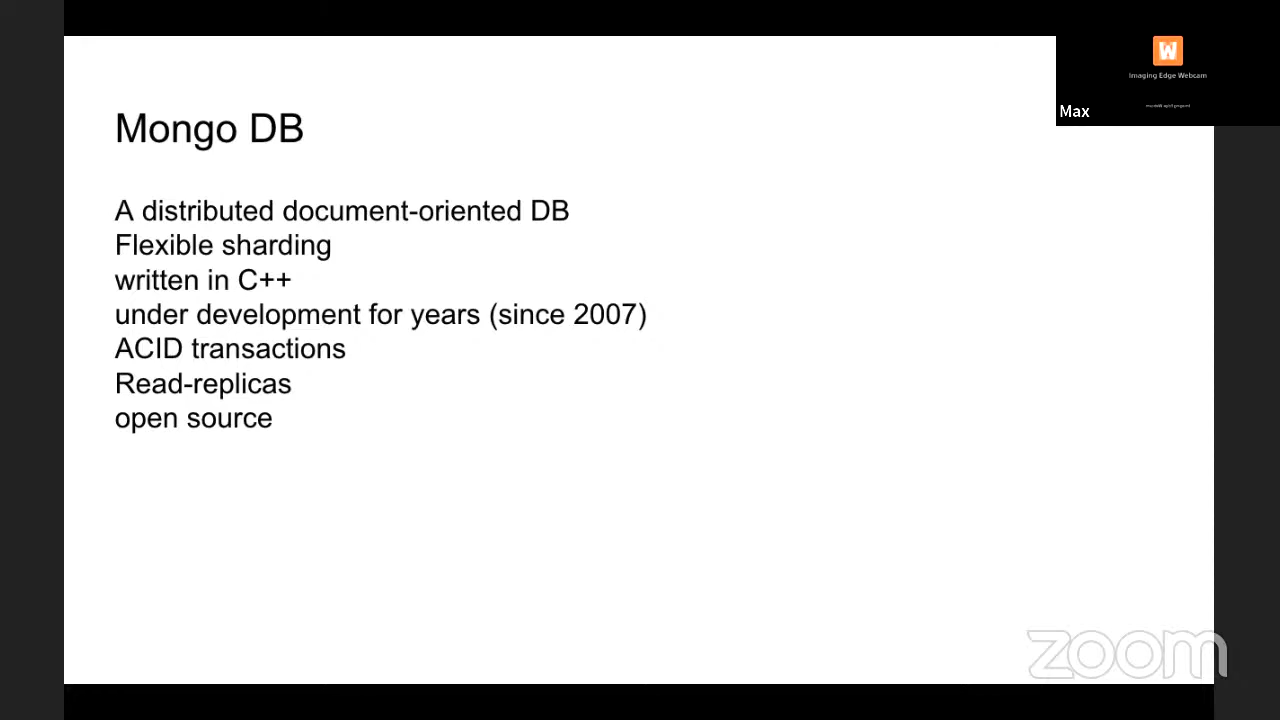 Mongo DB
A distributed document-oriented DB
Flexible sharding
written in C++
under development for years (since 2007)
ACID transactions
Read-replicas
open source
W
Imaging Edge Webcam
Max
zoom